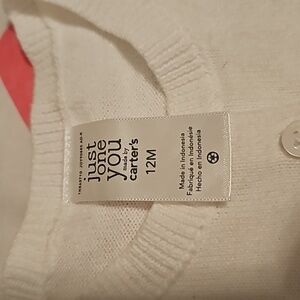 just
one
you
made by
carter's
12M
Made in Indonesia
Fabriqué en Indonésie
Hecho en Indonesia